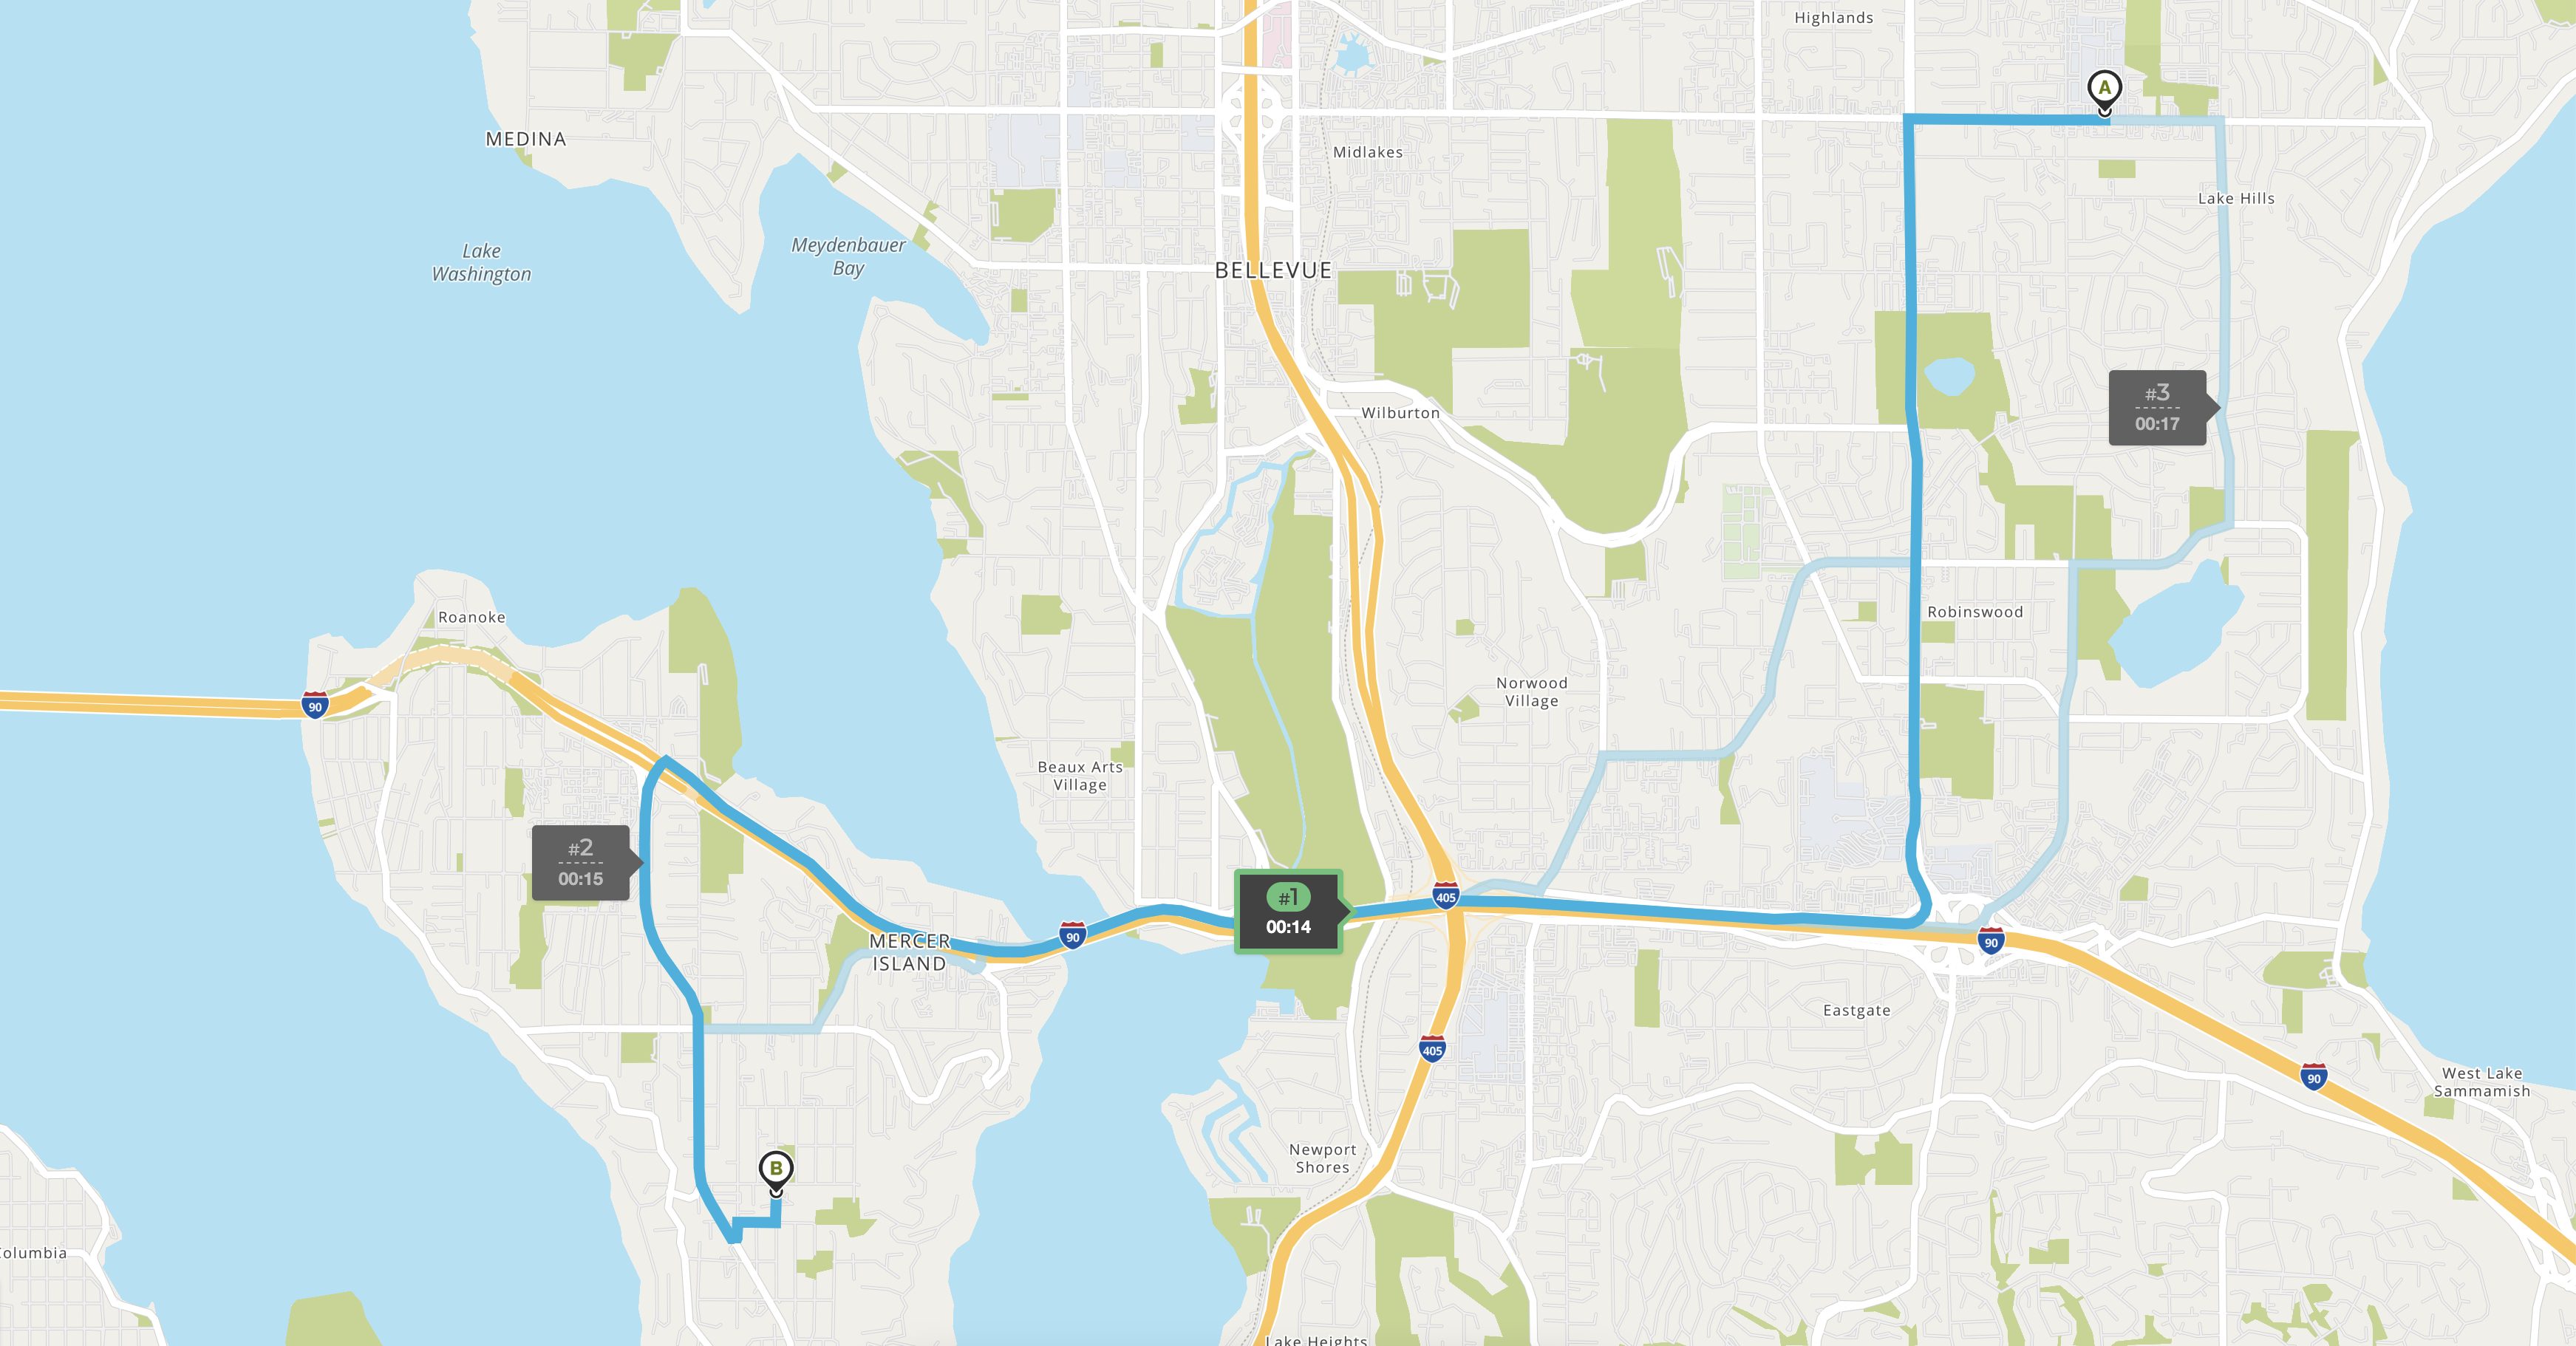 Highlands
A
MEDINA
Midlakes
Lake Hills
Lake
Washington
Meydenbauer
Bay
BELLEVUE
#3
00:17
Wilburton
Roanoke
Robinswood
90
Norwood
Village
Beaux Arts
Village
#2
00:15
#1
00:14
405
90
MERCER
ISLAND
90
Eastgate
405
90
West Lake
Sammamish
Newport
Shores
B
olumbia
Lake Heights